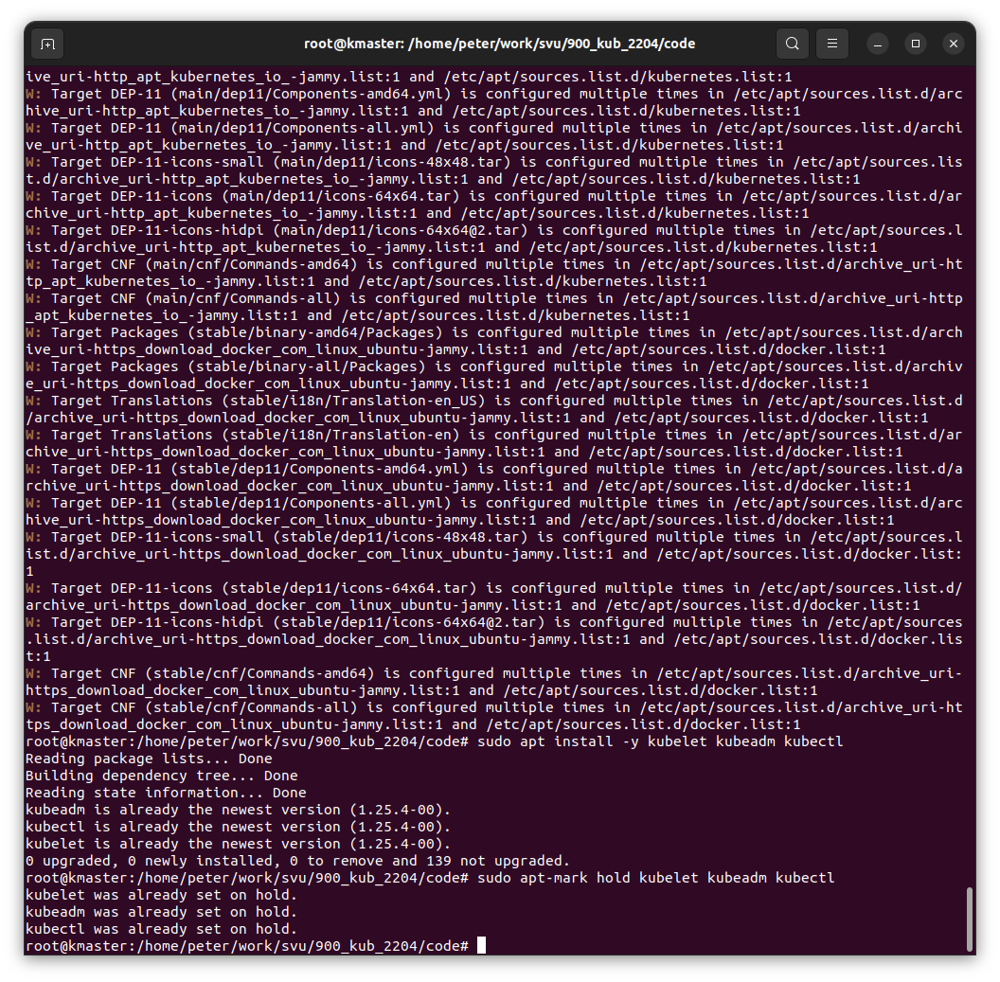 root@kmaster: /home/peter/work/svu/900_kub_2204/code
ive_uri-http_apt_kubernetes_io_-jammy.list:1 and /etc/apt/sources.list.d/kubernetes.list:1
W: Target DEP-11 (main/dep11/Components-amd64.yml) is configured multiple times in /etc/apt/sources.list.d/arc
hive_uri-http_apt_kubernetes_io_-jammy.list:1 and /etc/apt/sources.list.d/kubernetes.list:1
W: Target DEP-11 (main/dep11/Components-all.yml) is configured multiple times in /etc/apt/sources.list.d/archi
ve_uri-http_apt_kubernetes_io_-jammy.list:1 and /etc/apt/sources.list.d/kubernetes.list:1
W: Target DEP-11-icons-small (main/dep11/icons-48x48.tar) is configured multiple times in /etc/apt/sources.lis
t.d/archive_uri-http_apt_kubernetes_io_-jammy.list:1 and /etc/apt/sources.list.d/kubernetes.list:1
W: Target DEP-11-icons (main/dep11/icons-64x64.tar) is configured multiple times in /etc/apt/sources.list.d/ar
chive_uri-http_apt_kubernetes_io_-jammy.list:1 and /etc/apt/sources.list.d/kubernetes.list:1
W: Target DEP-11-icons-hidpi (main/dep11/icons-64x64@2.tar) is configured multiple times in /etc/apt/sources.l
ist.d/archive_uri-http_apt_kubernetes_io_-jammy.list:1 and /etc/apt/sources.list.d/kubernetes.list:1
W: Target CNF (main/cnf/Commands-amd64) is configured multiple times in /etc/apt/sources.list.d/archive_uri-ht
tp_apt_kubernetes_io_-jammy.list:1 and /etc/apt/sources.list.d/kubernetes.list:1
W: Target CNF (main/cnf/Commands-all) is configured multiple times in /etc/apt/sources.list.d/archive_uri-http
_apt_kubernetes_io_-jammy.list:1 and /etc/apt/sources.list.d/kubernetes.list:1
W: Target Packages (stable/binary-amd64/Packages) is configured multiple times in /etc/apt/sources.list.d/arch
ive_uri-https_download_docker_com_linux_ubuntu-jammy.list:1 and /etc/apt/sources.list.d/docker.list:1
W: Target Packages (stable/binary-all/Packages) is configured multiple times in /etc/apt/sources.list.d/archiv
e_uri-https_download_docker_com_linux_ubuntu-jammy.list:1 and /etc/apt/sources.list.d/docker.list:1
W: Target Translations (stable/i18n/Translation-en_US) is configured multiple times in /etc/apt/sources.list.d
/archive_uri-https_download_docker_com_linux_ubuntu-jammy.list:1 and /etc/apt/sources.list.d/docker.list:1
W: Target Translations (stable/i18n/Translation-en) is configured multiple times in /etc/apt/sources.list.d/ar
chive_uri-https_download_docker_com_linux_ubuntu-jammy.list:1 and /etc/apt/sources.list.d/docker.list:1
W: Target DEP-11 (stable/dep11/Components-amd64.yml) is configured multiple times in /etc/apt/sources.list.d/a
rchive_uri-https_download_docker_com_linux_ubuntu-jammy.list:1 and /etc/apt/sources.list.d/docker.list:1
W: Target DEP-11 (stable/dep11/Components-all.yml) is configured multiple times in /etc/apt/sources.list.d/arc
hive_uri-https_download_docker_com_linux_ubuntu-jammy.list:1 and /etc/apt/sources.list.d/docker.list:1
W: Target DEP-11-icons-small (stable/dep11/icons-48x48.tar) is configured multiple times in /etc/apt/sources.l
ist.d/archive_uri-https_download_docker_com_linux_ubuntu-jammy.list:1 and /etc/apt/sources.list.d/docker.list:
1
W: Target DEP-11-icons (stable/dep11/icons-64x64.tar) is configured multiple times in /etc/apt/sources.list.d/
archive_uri-https_download_docker_com_linux_ubuntu-jammy.list:1 and /etc/apt/sources.list.d/docker.list:1
W: Target DEP-11-icons-hidpi (stable/dep11/icons-64x64@2.tar) is configured multiple times in /etc/apt/sources
.list.d/archive_uri-https_download_docker_com_linux_ubuntu-jammy.list:1 and /etc/apt/sources.list.d/docker.lis
t:1
W: Target CNF (stable/cnf/Commands-amd64) is configured multiple times in /etc/apt/sources.list.d/archive_uri-
https_download_docker_com_linux_ubuntu-jammy.list:1 and /etc/apt/sources.list.d/docker.list:1
W: Target CNF (stable/cnf/Commands-all) is configured multiple times in /etc/apt/sources.list.d/archive_uri-ht
tps_download_docker_com_linux_ubuntu-jammy.list:1 and /etc/apt/sources.list.d/docker.list:1
root@kmaster:/home/peter/work/svu/900_kub_2204/code# sudo apt install -y kubelet kubeadm kubectl
Reading package lists... Done
Building dependency tree... Done
Reading state information... Done
kubeadm is already the newest version (1.25.4-00).
kubectl is already the newest version (1.25.4-00).
kubelet is already the newest version (1.25.4-00).
0 upgraded, 0 newly installed, 0 to remove and 139 not upgraded.
root@kmaster:/home/peter/work/svu/900_kub_2204/code# sudo apt-mark hold kubelet kubeadm kubectl
kubelet was already set on hold.
kubeadm was already set on hold.
kubectl was already set on hold.
root@kmaster:/home/peter/work/svu/900_kub_2204/code#